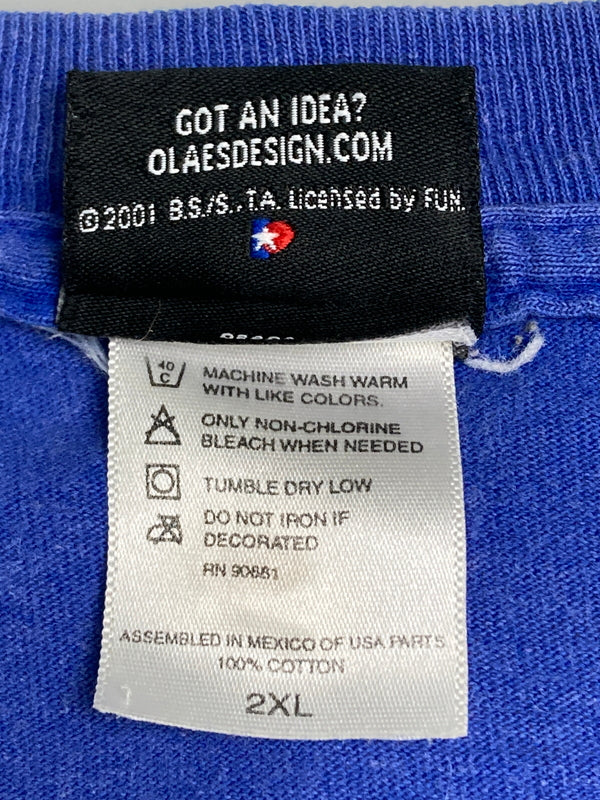 GOT AN IDEA?
OLAESDESIGN.COM
©2001 B.S./S., T.A. Licensed by FUN.
40
C
MACHINE WASH WARM
WITH LIKE COLORS.
ONLY NON-CHLORINE
BLEACH WHEN NEEDED
TUMBLE DRY LOW
DO NOT IRON IF
DECORATED
RN 90661
ASSEMBLED IN MEXICO OF USA PARTS
100% COTTON
2XL